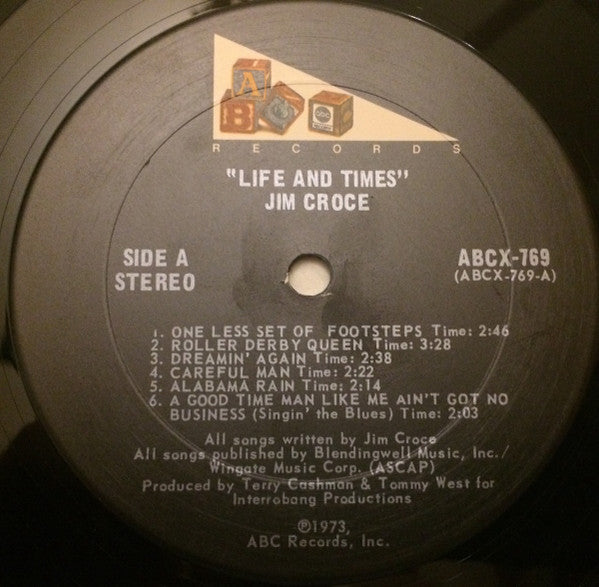 A
B
C
abc
RECORDS
"LIFE AND TIMES"
JIM CROCE
SIDE A
STEREO
ABCX-769
(ABCX-769-A)
1. ONE LESS SET OF FOOTSTEPS Time: 2:46
2. ROLLER DERBY QUEEN Time: 3:28
3. DREAMIN' AGAIN Time: 2:38
4. CAREFUL MAN Time: 2:22
5. ALABAMA RAIN Time: 2:14
6. A GOOD TIME MAN LIKE ME AIN'T GOT NO
BUSINESS (Singin' the Blues) Time: 2:03
All songs written by Jim Croce
All songs published by Blendingwell Music, Inc./
Wingate Music Corp. (ASCAP)
Produced by Terry Cashman & Tommy West for
Interrobang Productions
℗1973,
ABC Records, Inc.